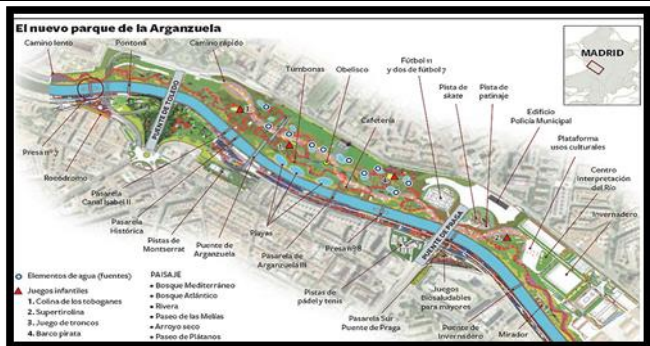 El nuevo parque de la Arganzuela
Camino lento
Pontona
Camino rápido
Tumbonas
Obelisco
Fútbol 11
y dos de fútbol 7
Pista de
skate
Pista de
patinaje
MADRID
Edificio
Policía Municipal
Cafetería
Plataforma
usos culturales
PUENTE DE TOLEDO
Centro
Interpretación
del Río
Invernadero
Presa nº 7
Rocódromo
Pasarela
Canal Isabel II
Pasarela
Histórica
Pistas de
Montserrat
Puente de
Arganzuela
Playas
Pasarela de
Arganzuela III
Presa nº8
PUENTE DE PRAGA
Pistas de
pádel y tenis
Juegos
Biosaludables
para mayores
Pasarela Sur
Puente de Praga
Puente de
Invernadero
Mirador
Elementos de agua (fuentes)
Juegos infantiles
1. Colina de los toboganes
2. Supertirolina
3. Juego de troncos
4. Barco pirata
PAISAJE
• Bosque Mediterráneo
• Bosque Atlántico
• Rivera
• Paseo de las Melias
• Arroyo seco
• Paseo de Plátanos